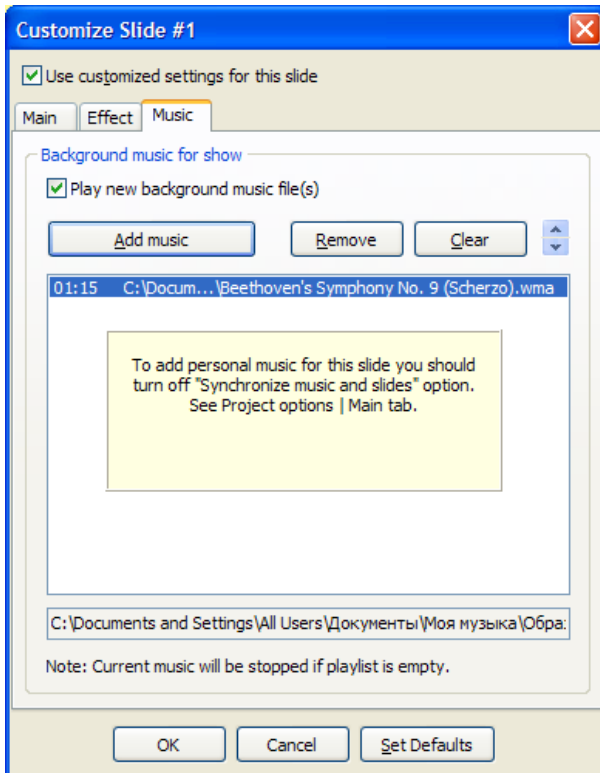 Customize Slide #1
Use customized settings for this slide
Main Effect Music
Background music for show
Play new background music file(s)
Add music Remove Clear
01:15 C:\Docum...\Beethoven's Symphony No. 9 (Scherzo).wma
To add personal music for this slide you should
turn off "Synchronize music and slides" option.
See Project options | Main tab.
C:\Documents and Settings\All Users\Документы\Моя музыка\Обра
Note: Current music will be stopped if playlist is empty.
OK Cancel Set Defaults